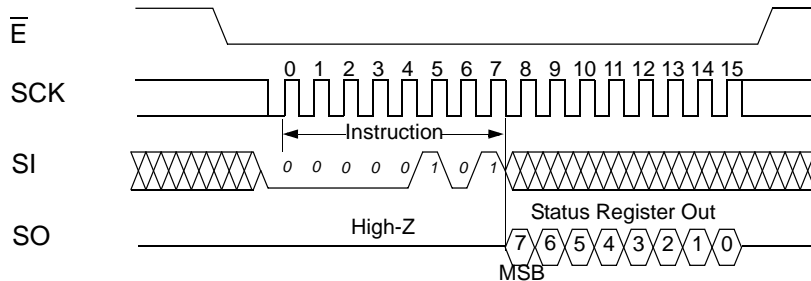 E̅
SCK
0 1 2 3 4 5 6 7 8 9 10 11 12 13 14 15
Instruction
SI
0 0 0 0 0 1 0 1
High-Z
Status Register Out
SO
7 6 5 4 3 2 1 0
MSB